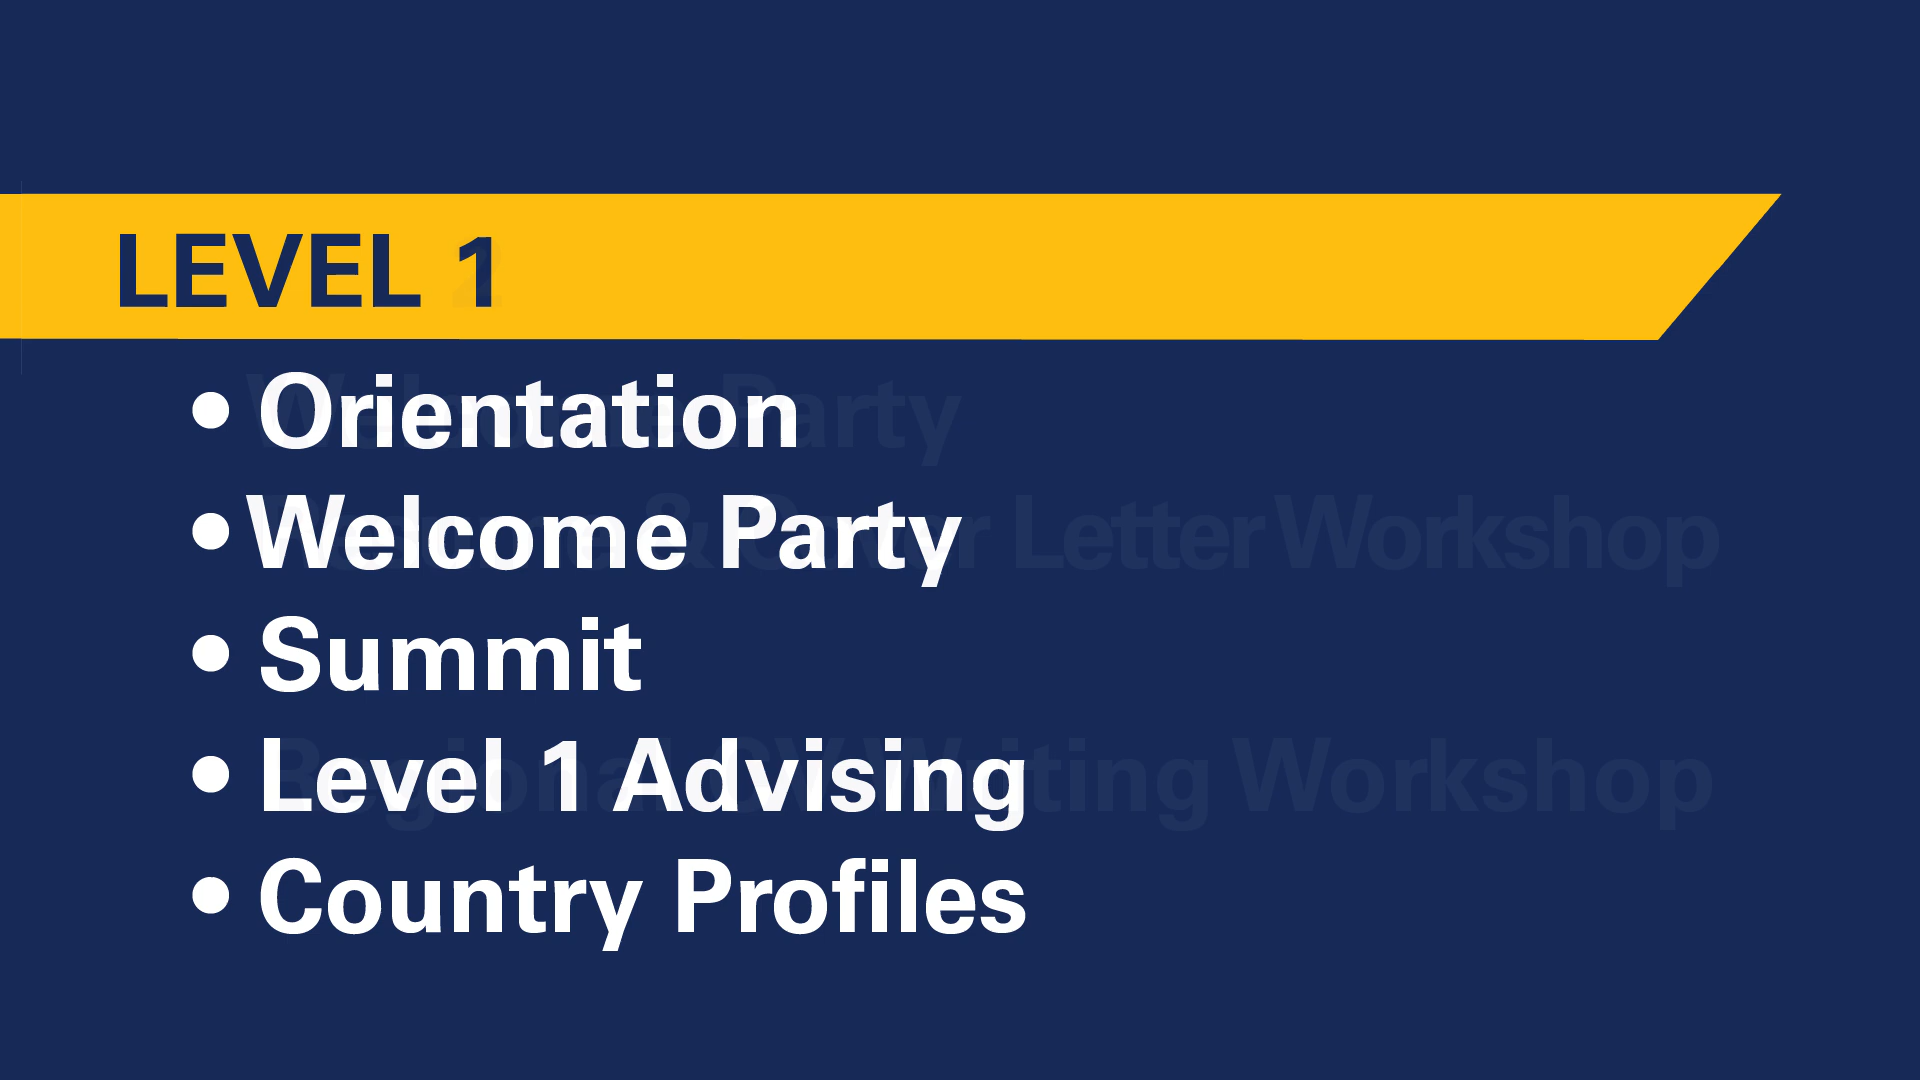 LEVEL 1
• Orientation
• Welcome Party
• Summit
• Level 1 Advising
• Country Profiles